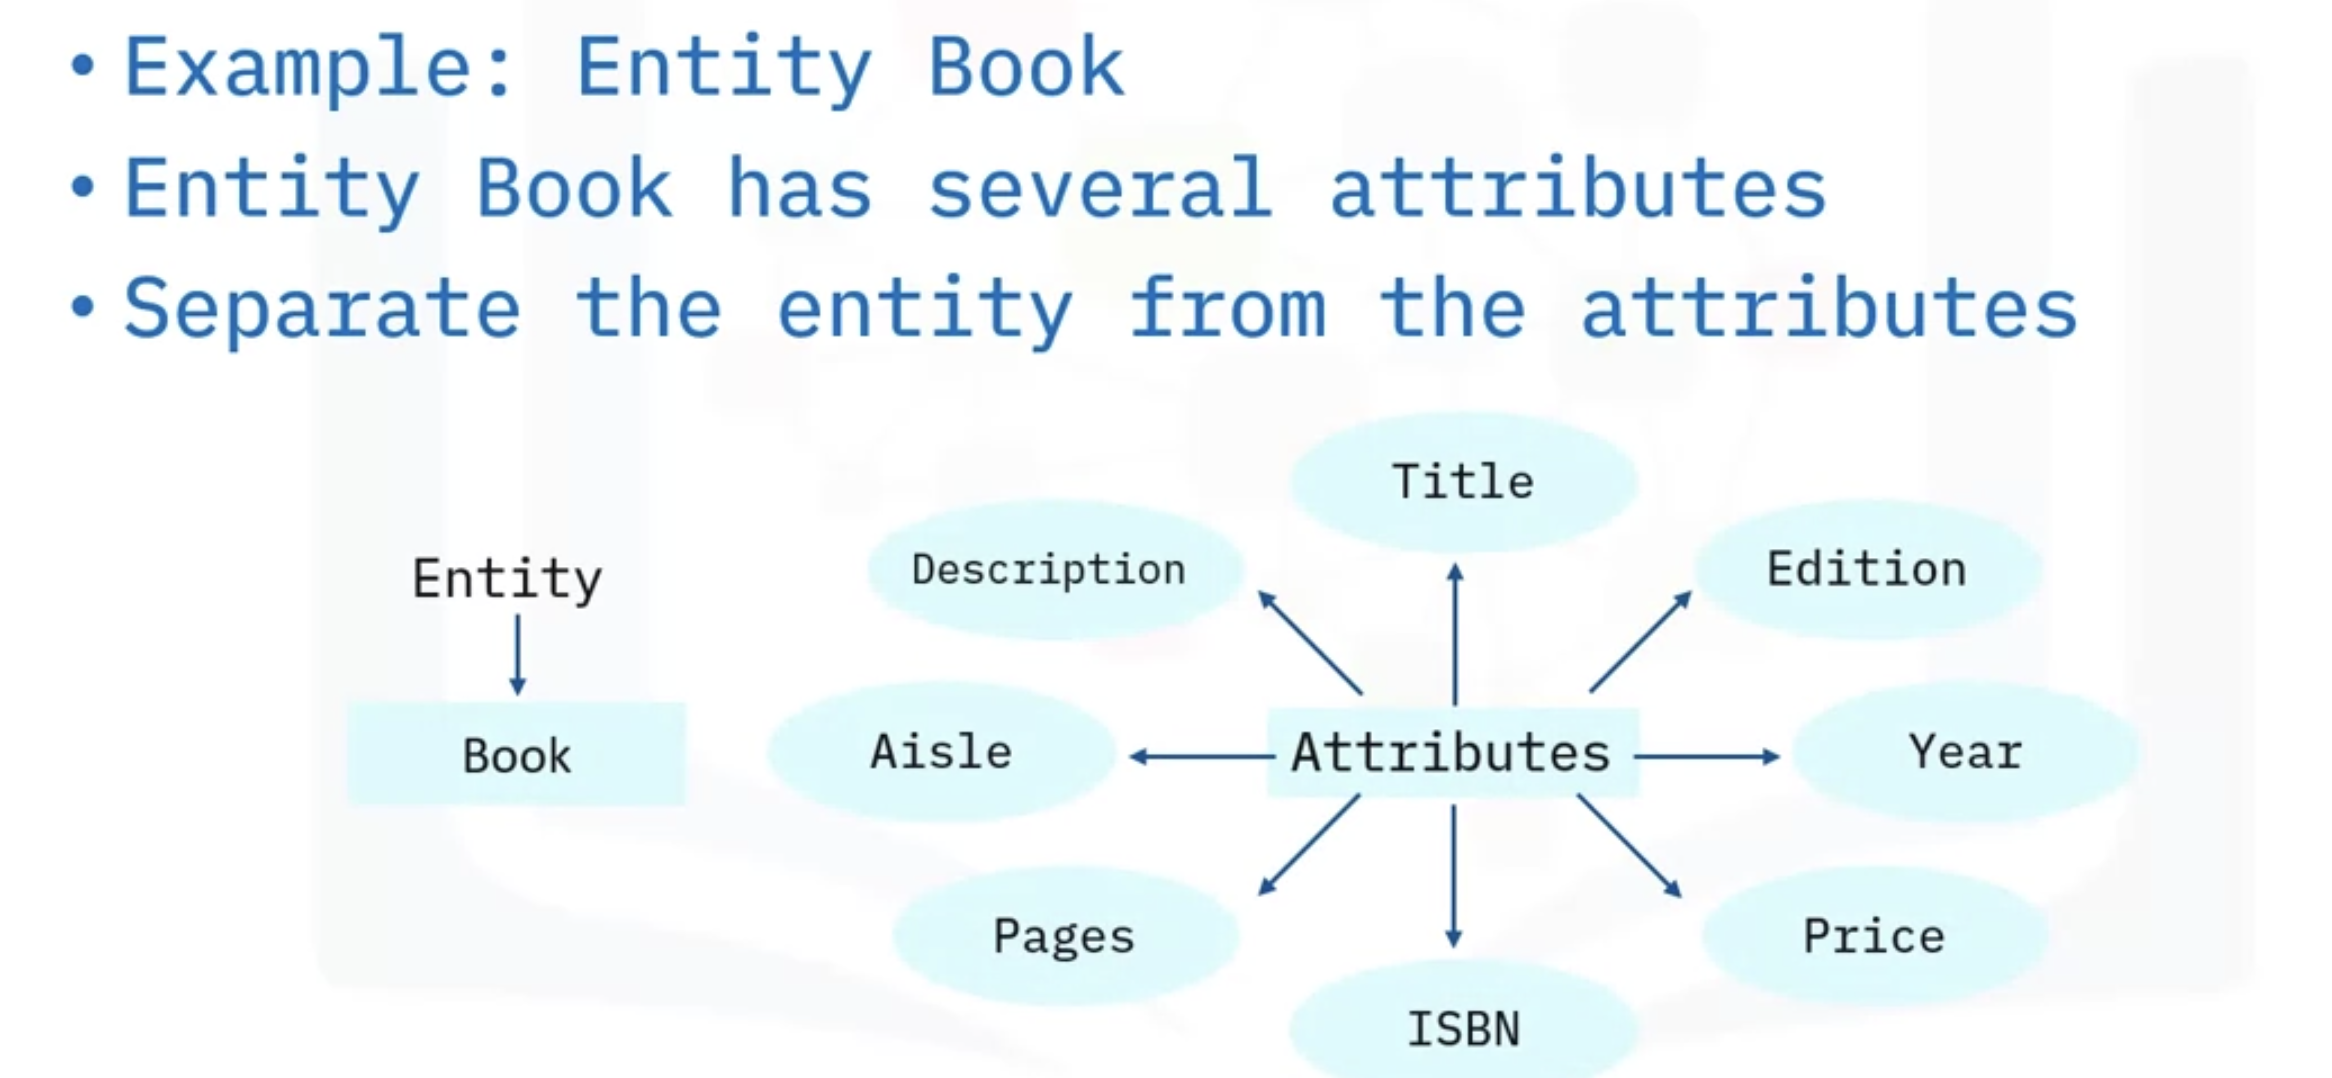 • Example: Entity Book
• Entity Book has several attributes
• Separate the entity from the attributes
Title
Description
Edition
Entity
Book
Aisle
Attributes
Year
Pages
Price
ISBN